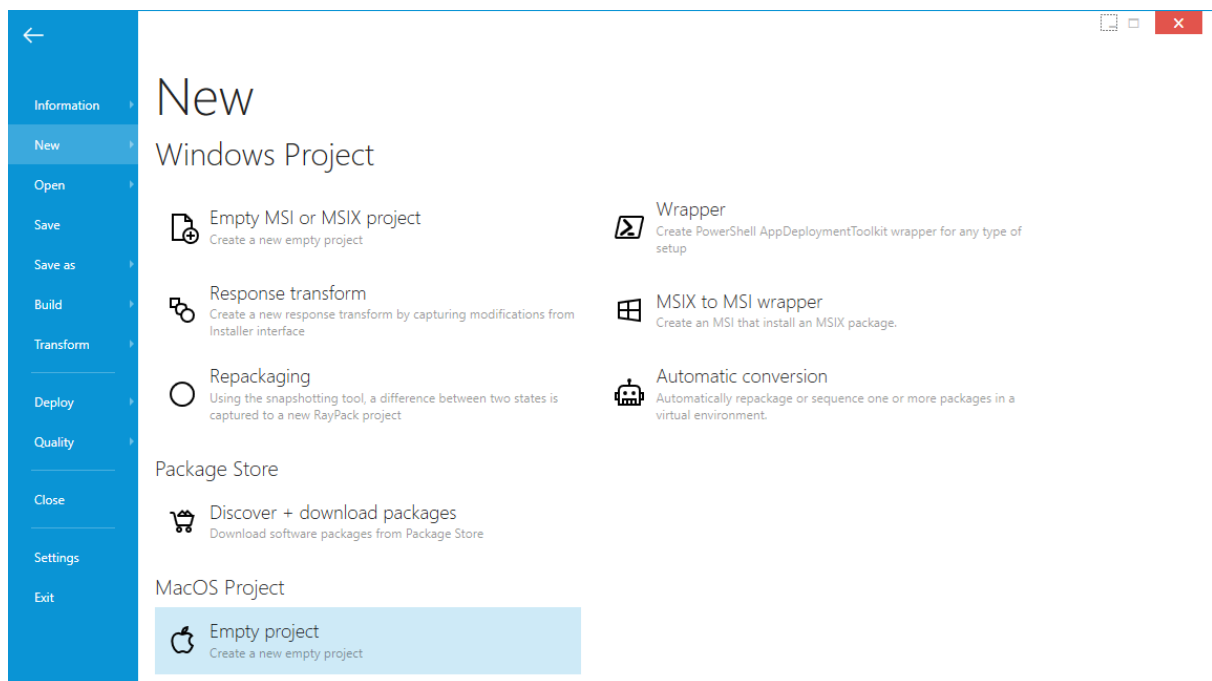 Information
New
Open
Save
Save as
Build
Transform
Deploy
Quality
Close
Settings
Exit
New
Windows Project
Empty MSI or MSIX project
Create a new empty project
Response transform
Create a new response transform by capturing modifications from
Installer interface
Repackaging
Using the snapshotting tool, a difference between two states is
captured to a new RayPack project
Wrapper
Create PowerShell AppDeploymentToolkit wrapper for any type of
setup
MSIX to MSI wrapper
Create an MSI that install an MSIX package.
Automatic conversion
Automatically repackage or sequence one or more packages in a
virtual environment.
Package Store
Discover + download packages
Download software packages from Package Store
MacOS Project
Empty project
Create a new empty project